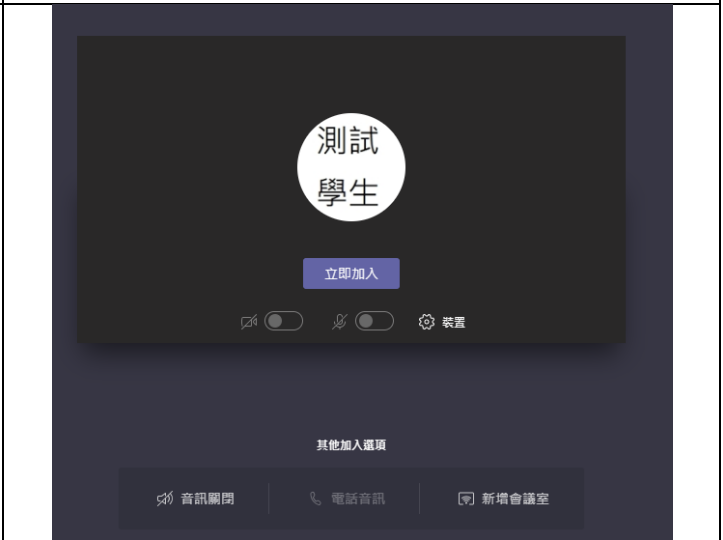 測試
學生
立即加入
裝置
其他加入選項
音訊關閉
電話音訊
新增會議室